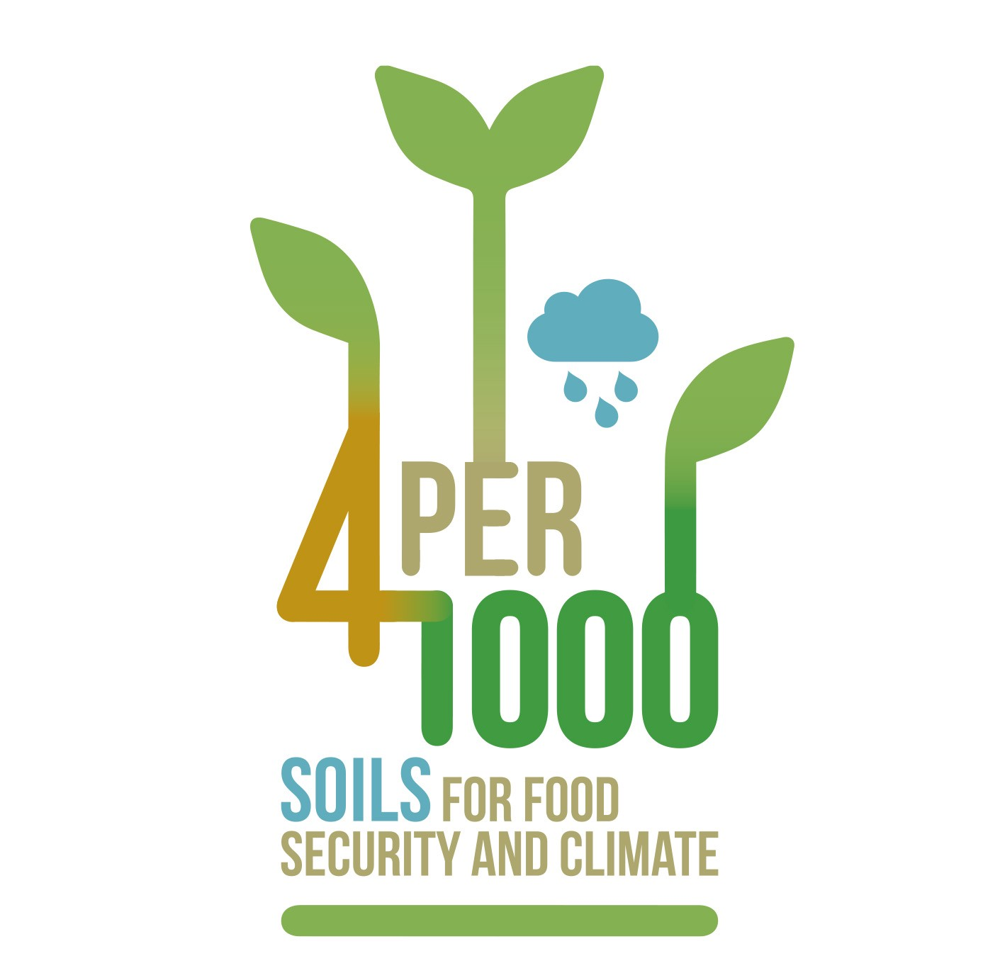 4 PER
1000
SOILS FOR FOOD
SECURITY AND CLIMATE